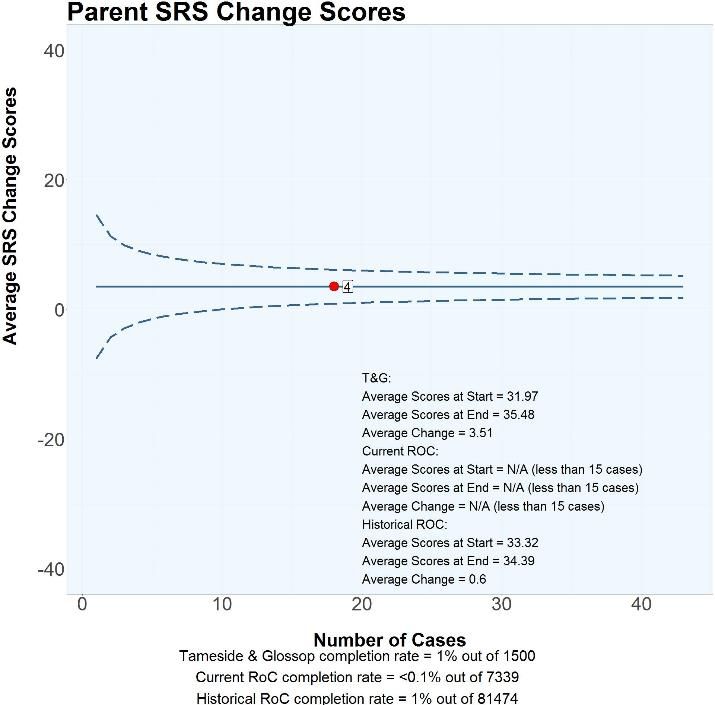 Parent SRS Change Scores
Average SRS Change Scores
40
20
0
-20
-40
4
T&G:
Average Scores at Start = 31.97
Average Scores at End = 35.48
Average Change = 3.51
Current ROC:
Average Scores at Start = N/A (less than 15 cases)
Average Scores at End = N/A (less than 15 cases)
Average Change = N/A (less than 15 cases)
Historical ROC:
Average Scores at Start = 33.32
Average Scores at End = 34.39
Average Change = 0.6
0 10 20 30 40
Number of Cases
Tameside & Glossop completion rate = 1% out of 1500
Current RoC completion rate = <0.1% out of 7339
Historical RoC completion rate = 1% out of 81474